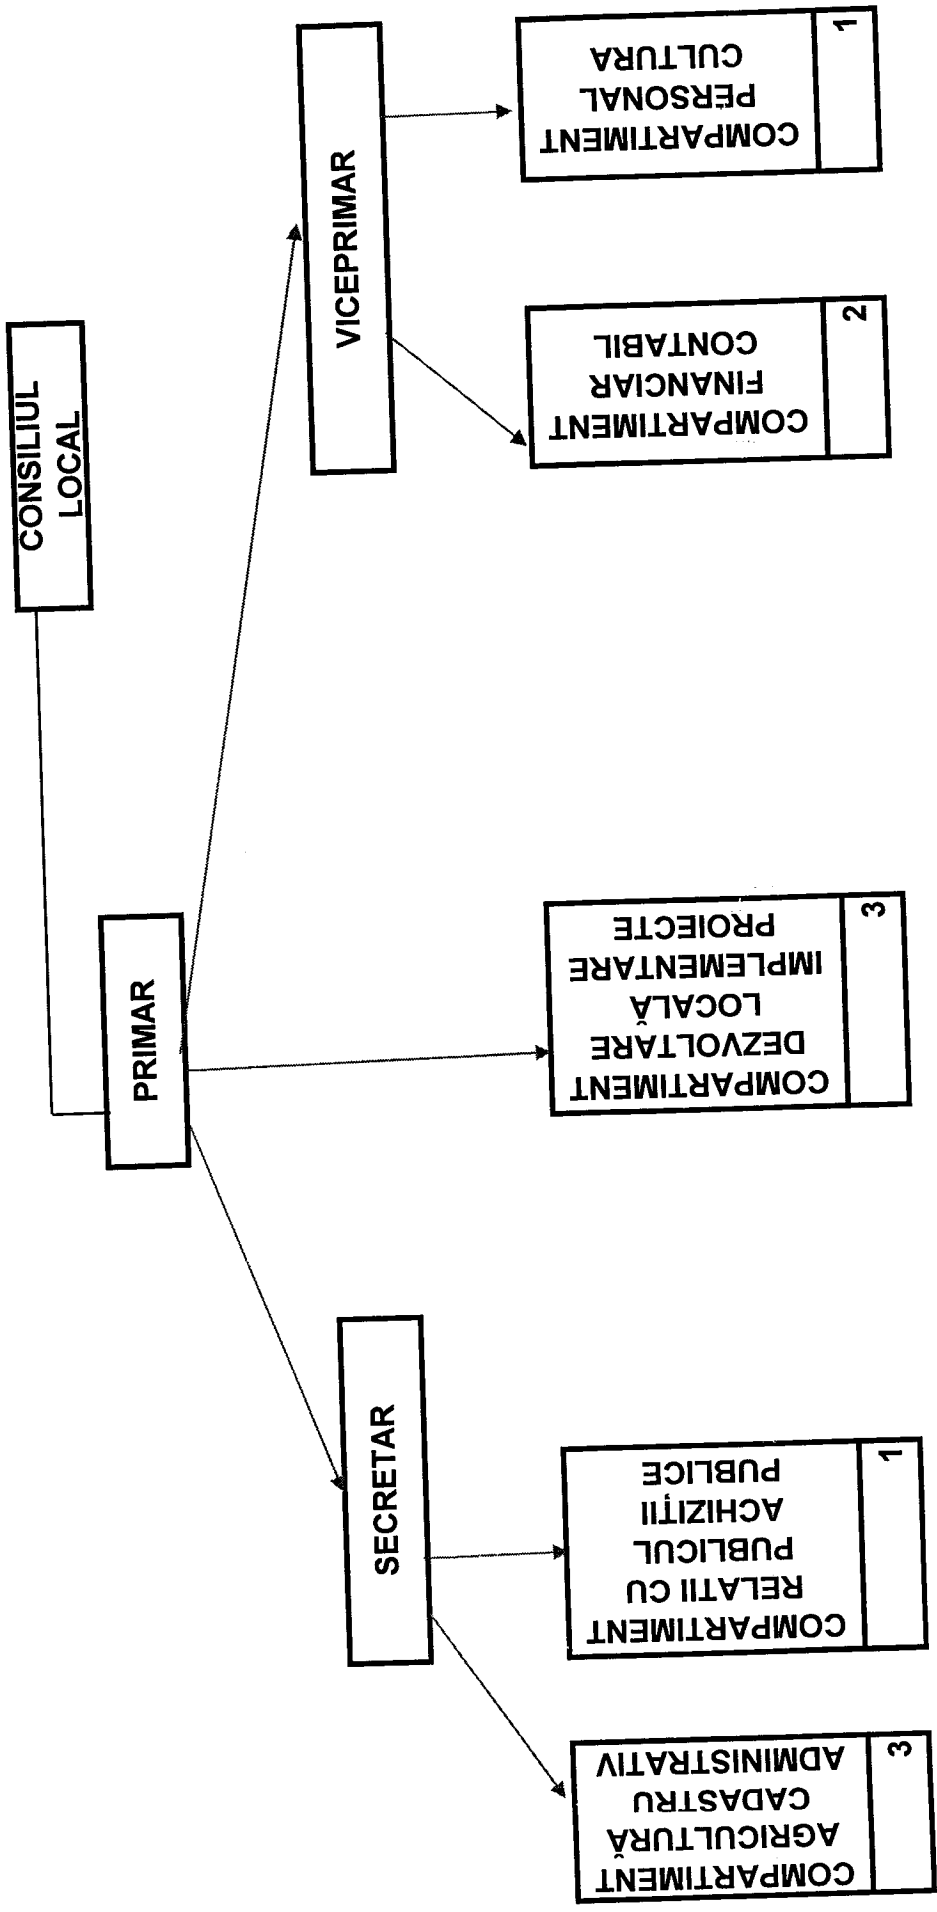 CONSILIUL
LOCAL
PRIMAR
SECRETAR
VICEPRIMAR
COMPARTIMENT
AGRICULTURĂ
CADASTRU
ADMINISTRATIV
3
COMPARTIMENT
RELATII CU
PUBLICUL
ACHIZIŢII
PUBLICE
1
COMPARTIMENT
DEZVOLTARE
LOCALĂ
IMPLEMENTARE
PROIECTE
3
COMPARTIMENT
FINANCIAR
CONTABIL
2
COMPARTIMENT
PERSONAL
CULTURA
1